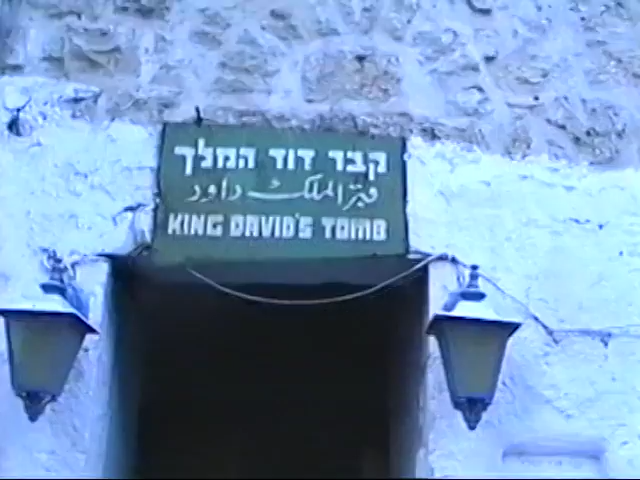 קבר דוד המלך
قبر الملك داود
KING DAVID'S TOMB